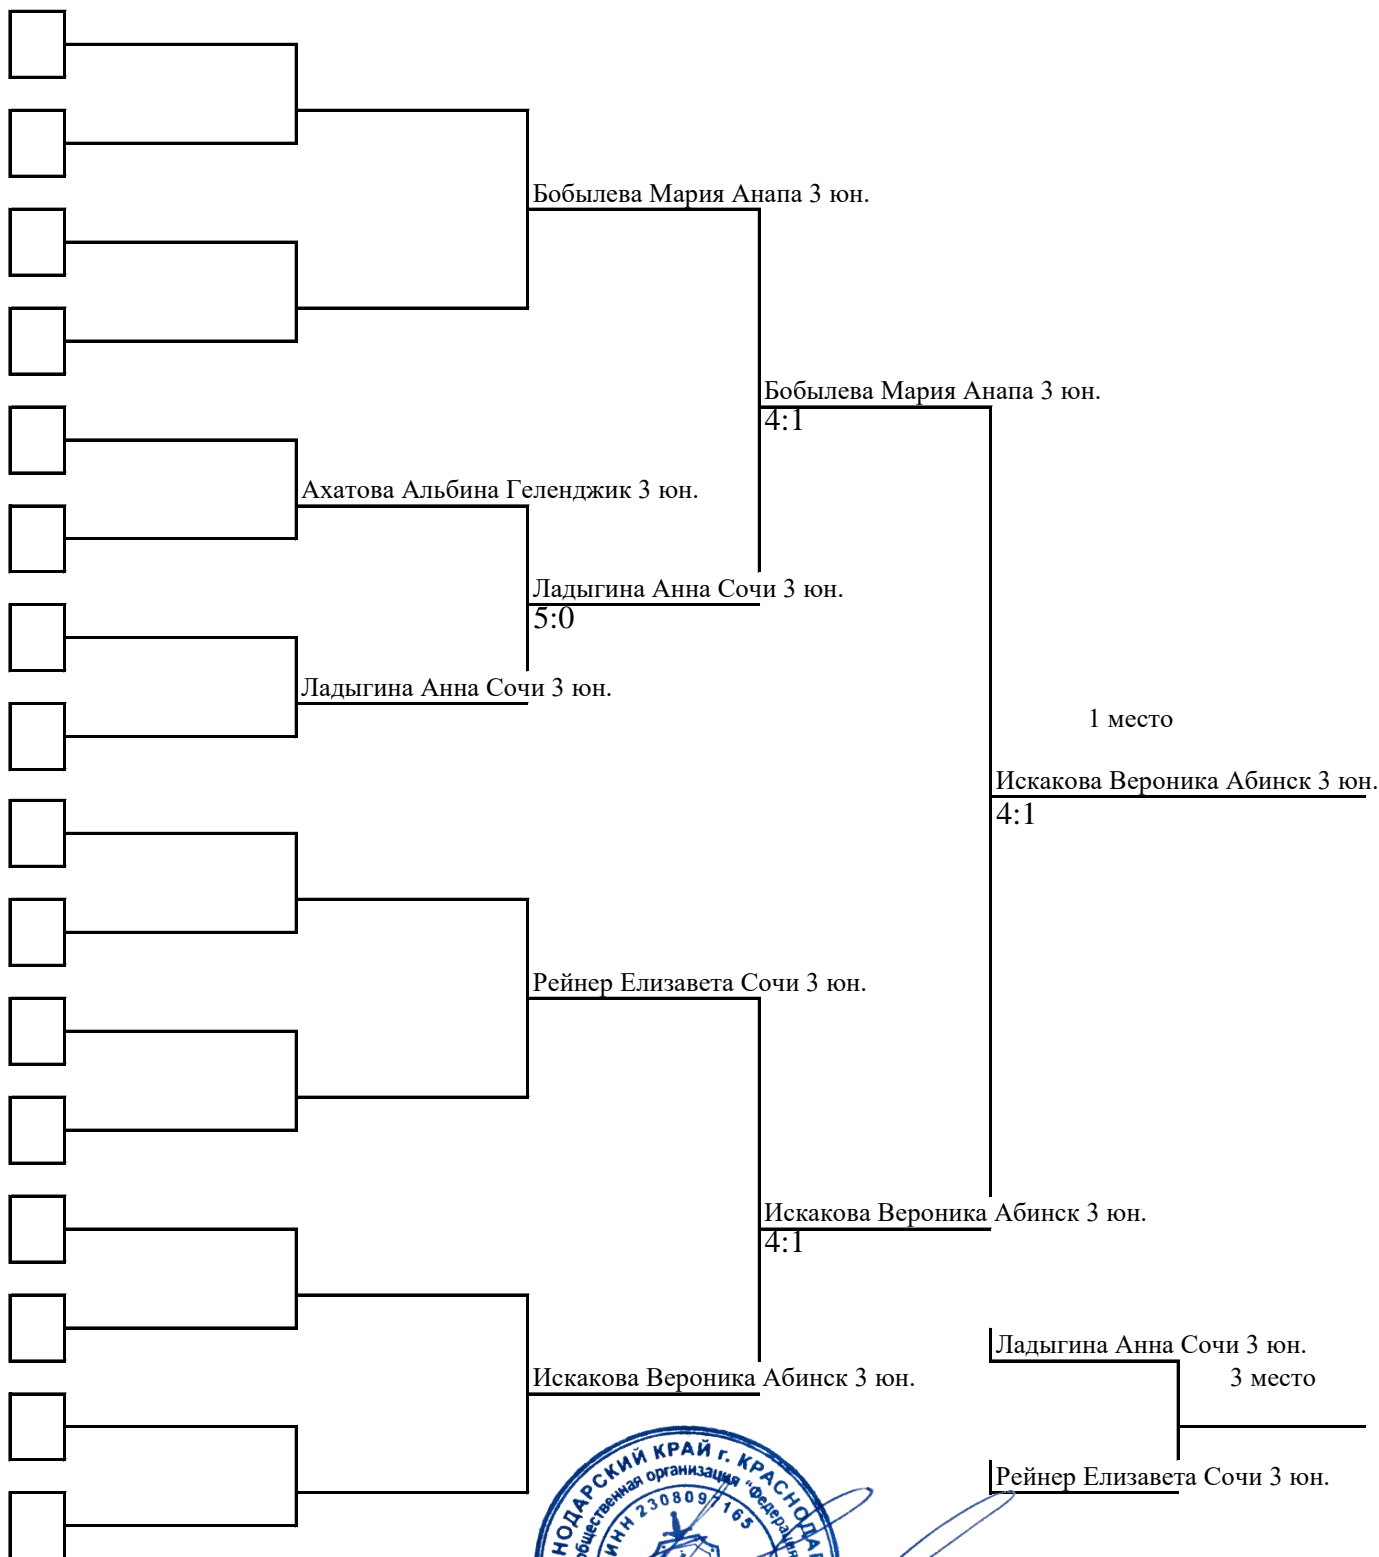 Бобылева Мария Анапа 3 юн.
Бобылева Мария Анапа 3 юн.
4:1
Ахатова Альбина Геленджик 3 юн.
Ладыгина Анна Сочи 3 юн.
5:0
Ладыгина Анна Сочи 3 юн.
1 место
Искакова Вероника Абинск 3 юн.
4:1
Рейнер Елизавета Сочи 3 юн.
Искакова Вероника Абинск 3 юн.
4:1
Ладыгина Анна Сочи 3 юн.
3 место
Искакова Вероника Абинск 3 юн.
Рейнер Елизавета Сочи 3 юн.
КРАЙ г.
общественная организация "Федерация
ИНН 2308097165